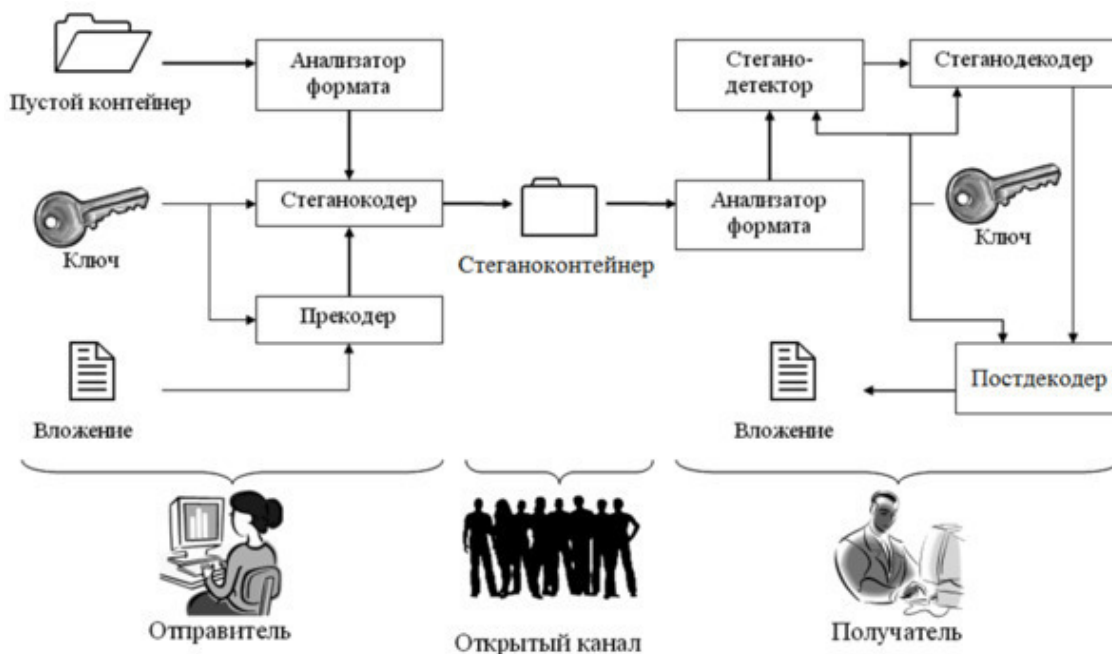 Пустой контейнер
Анализатор
формата
Ключ
Стеганокодер
Прекодер
Вложение
Стеганоконтейнер
Стегано-
детектор
Стеганодекодер
Анализатор
формата
Ключ
Постдекодер
Вложение
Отправитель
Открытый канал
Получатель